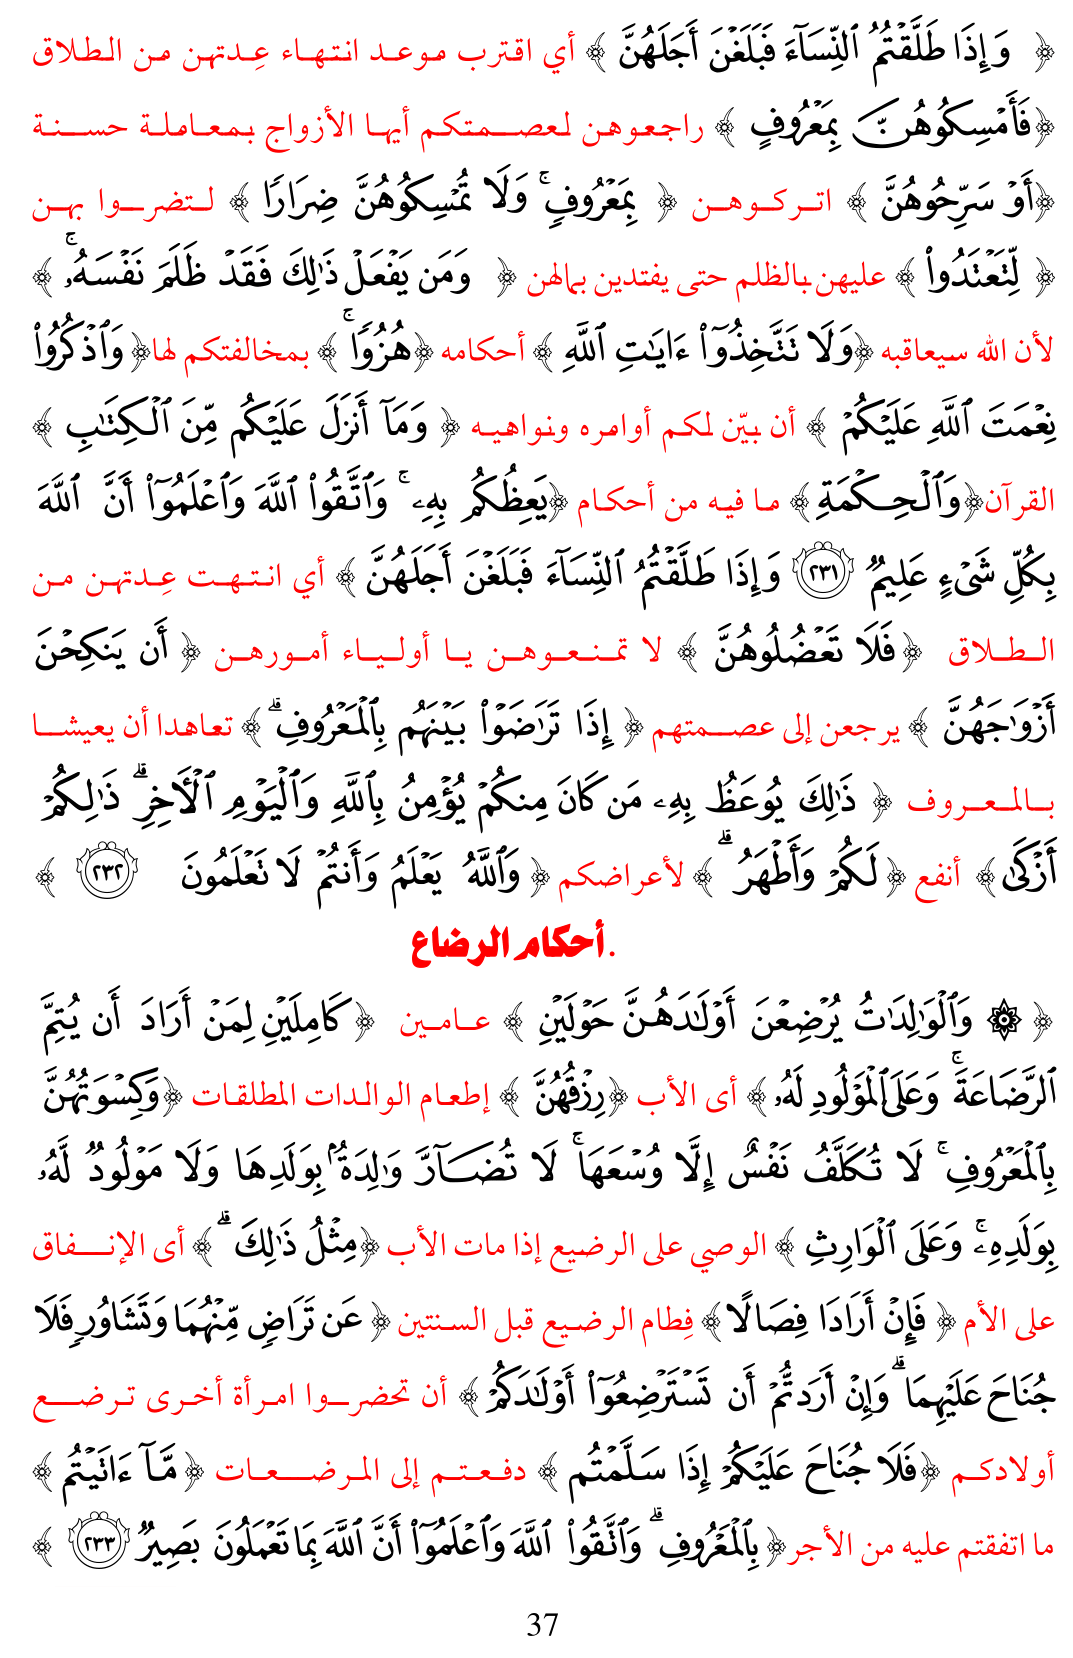 ﴿ وَإِذَا طَلَّقۡتُمُ ٱلنِّسَآءَ فَبَلَغۡنَ أَجَلَهُنَّ ﴾ أي اقترب موعد انتهاء عِدتهن من الطلاق
﴿فَأَمۡسِكُوهُنَّ بِمَعۡرُوفٍ ﴾ راجعوهن لعصمتكم أيها الأزواج بمعاملة حسنة
﴿أَوۡ سَرِّحُوهُنَّ ﴾ اتركوهن ﴿ بِمَعۡرُوفٖۚ وَلَا تُمۡسِكُوهُنَّ ضِرَارٗا ﴾ لتضروا بهن
﴿ لِّتَعۡتَدُواْ ﴾ عليهن بالظلم حتى يفتدين بمالهن ﴿ وَمَن يَفۡعَلۡ ذَٰلِكَ فَقَدۡ ظَلَمَ نَفۡسَهُۥۚ ﴾
لأن الله سيعاقبه ﴿وَلَا تَتَّخِذُوٓاْ ءَايَٰتِ ٱللَّهِ ﴾ أحكامه ﴿هُزُوٗاۚ ﴾ بمخالفتكم لها﴿ وَٱذۡكُرُواْ
نِعۡمَتَ ٱللَّهِ عَلَيۡكُمۡ ﴾ أن بيّن لكم أوامره ونواهيه ﴿ وَمَآ أَنزَلَ عَلَيۡكُم مِّنَ ٱلۡكِتَٰبِ ﴾
القرآن﴿وَٱلۡحِكۡمَةِ ﴾ ما فيه من أحكام ﴿يَعِظُكُم بِهِۦۚ وَٱتَّقُواْ ٱللَّهَ وَٱعۡلَمُوٓاْ أَنَّ ٱللَّهَ
بِكُلِّ شَيۡءٍ عَلِيمٞ ٢٣١ وَإِذَا طَلَّقۡتُمُ ٱلنِّسَآءَ فَبَلَغۡنَ أَجَلَهُنَّ ﴾ أي انتهت عِدتهن من
الطلاق ﴿ فَلَا تَعۡضُلُوهُنَّ ﴾ لا تمنعوهن يا أولياء أمورهن ﴿ أَن يَنكِحۡنَ
أَزۡوَٰجَهُنَّ ﴾ يرجعن إلى عصمتهم ﴿ إِذَا تَرَٰضَوۡاْ بَيۡنَهُم بِٱلۡمَعۡرُوفِۗ ﴾ تعاهدا أن يعيشا
بالمعروف ﴿ ذَٰلِكَ يُوعَظُ بِهِۦ مَن كَانَ مِنكُمۡ يُؤۡمِنُ بِٱللَّهِ وَٱلۡيَوۡمِ ٱلۡأٓخِرِۗ ذَٰلِكُمۡ
أَزۡكَىٰ﴾ أنفع ﴿ لَكُمۡ وَأَطۡهَرُۚ ﴾ لأعراضكم ﴿ وَٱللَّهُ يَعۡلَمُ وَأَنتُمۡ لَا تَعۡلَمُونَ ٢٣٢ ﴾
.أحكام الرضاع
﴿ ۞ وَٱلۡوَٰلِدَٰتُ يُرۡضِعۡنَ أَوۡلَٰدَهُنَّ حَوۡلَيۡنِ ﴾ عامين ﴿كَامِلَيۡنِ لِمَنۡ أَرَادَ أَن يُتِمَّ
ٱلرَّضَاعَةَۚ وَعَلَى ٱلۡمَوۡلُودِ لَهُۥ ﴾ أى الأب ﴿رِزۡقُهُنَّ ﴾ إطعام الوالدات المطلقات ﴿وَكِسۡوَتُهُنَّ
بِٱلۡمَعۡرُوفِۚ لَا تُكَلَّفُ نَفۡسٌ إِلَّا وُسۡعَهَاۚ لَا تُضَآرَّ وَٰلِدَةُۢ بِوَلَدِهَا وَلَا مَوۡلُودٞ لَّهُۥ
بِوَلَدِهِۦۚ وَعَلَى ٱلۡوَارِثِ ﴾ الوصي على الرضيع إذا مات الأب ﴿مِثۡلُ ذَٰلِكَۗ ﴾ أى الإنفاق
على الأم ﴿ فَإِنۡ أَرَادَا فِصَالًا﴾ فِطام الرضيع قبل السنتين ﴿ عَن تَرَاضٖ مِّنۡهُمَا وَتَشَاوُرٖ فَلَا
جُنَاحَ عَلَيۡهِمَاۗ وَإِنۡ أَرَدتُّمۡ أَن تَسۡتَرۡضِعُوٓاْ أَوۡلَٰدَكُمۡ ﴾ أن تحضروا امرأة أخرى ترضع
أولادكم ﴿فَلَا جُنَاحَ عَلَيۡكُمۡ إِذَا سَلَّمۡتُم ﴾ دفعتم إلى المرضعات ﴿ مَّآ ءَاتَيۡتُم ﴾
ما اتفقتم عليه من الأجر﴿ بِٱلۡمَعۡرُوفِۗ وَٱتَّقُواْ ٱللَّهَ وَٱعۡلَمُوٓاْ أَنَّ ٱللَّهَ بِمَا تَعۡمَلُونَ بَصِيرٞ ٢٣٣ ﴾
37